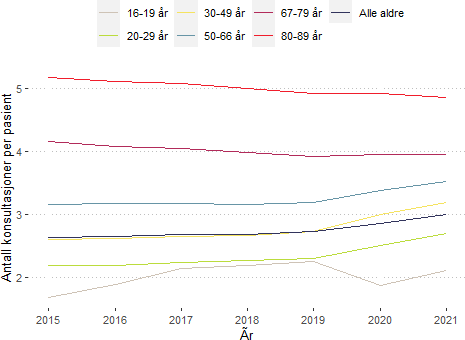 16-19 år 30-49 år 67-79 år Alle aldre
20-29 år 50-66 år 80-89 år
Antall konsultasjoner per pasient
5
4
3
2
2015 2016 2017 2018 2019 2020 2021
Ãr